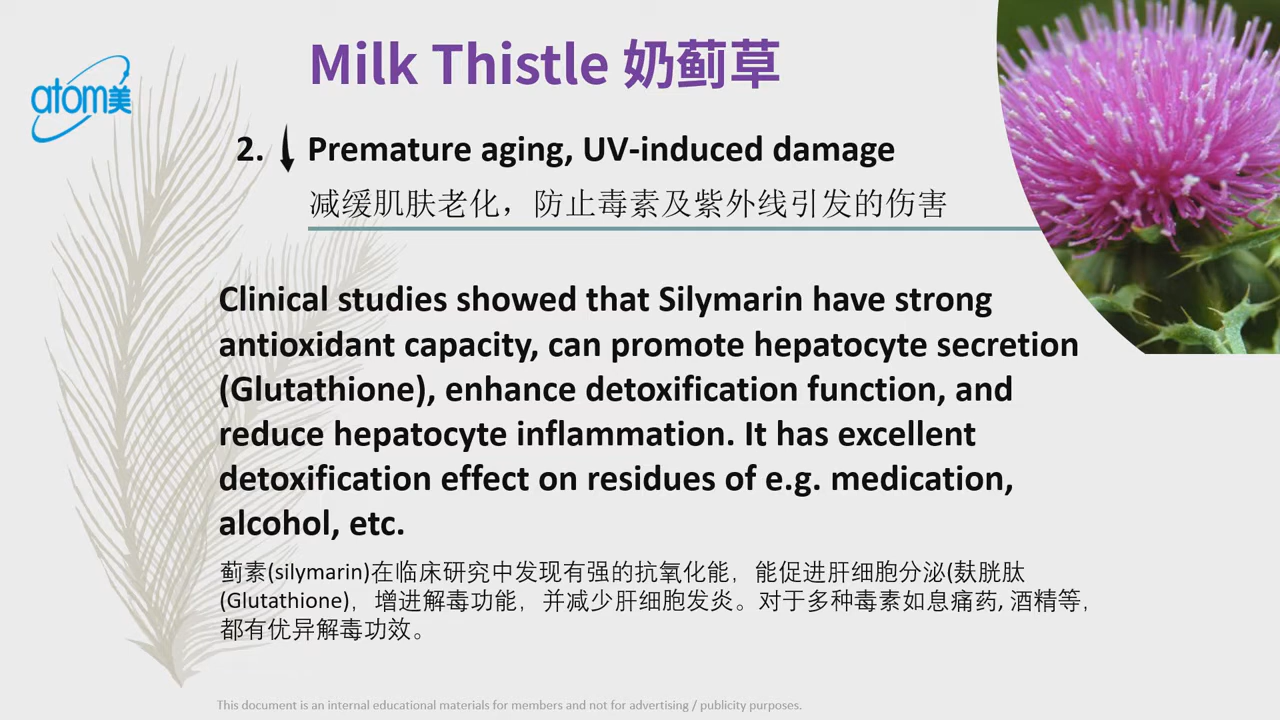 Milk Thistle 奶蓟草
atom美
2. Premature aging, UV-induced damage
减缓肌肤老化，防止毒素及紫外线引发的伤害
Clinical studies showed that Silymarin have strong
antioxidant capacity, can promote hepatocyte secretion
(Glutathione), enhance detoxification function, and
reduce hepatocyte inflammation. It has excellent
detoxification effect on residues of e.g. medication,
alcohol, etc.
蓟素(silymarin)在临床研究中发现有强的抗氧化能，能促进肝细胞分泌(麸胱肽
(Glutathione)，增进解毒功能，并减少肝细胞发炎。对于多种毒素如息痛药, 酒精等，
都有优异解毒功效。
This document is an internal educational materials for members and not for advertising / publicity purposes.